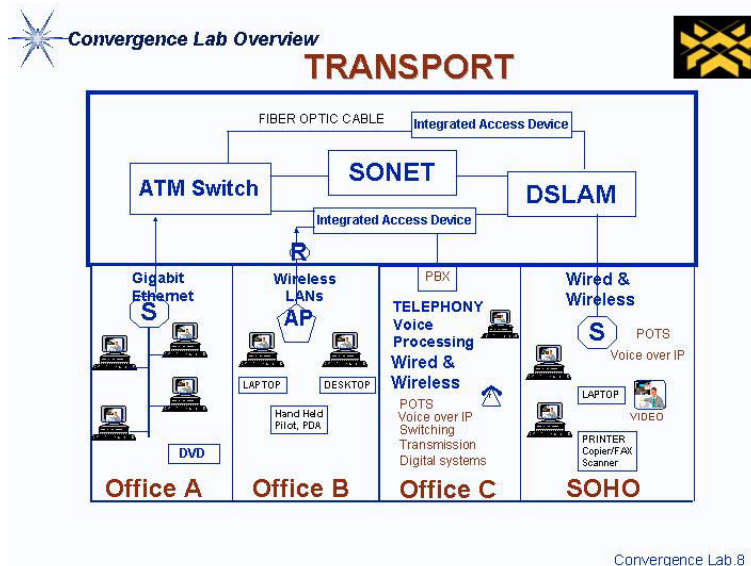 Convergence Lab Overview
TRANSPORT
FIBER OPTIC CABLE
Integrated Access Device
SONET
ATM Switch
DSLAM
Integrated Access Device
R
Gigabit
Ethernet
S
DVD
Office A
Wireless
LANs
AP
LAPTOP
DESKTOP
Hand Held
Pilot, PDA
Office B
PBX
TELEPHONY
Voice
Processing
Wired &
Wireless
POTS
Voice over IP
Switching
Transmission
Digital systems
Office C
Wired &
Wireless
S
POTS
Voice over IP
LAPTOP
VIDEO
PRINTER
Copier/FAX
Scanner
SOHO
Convergence Lab.8